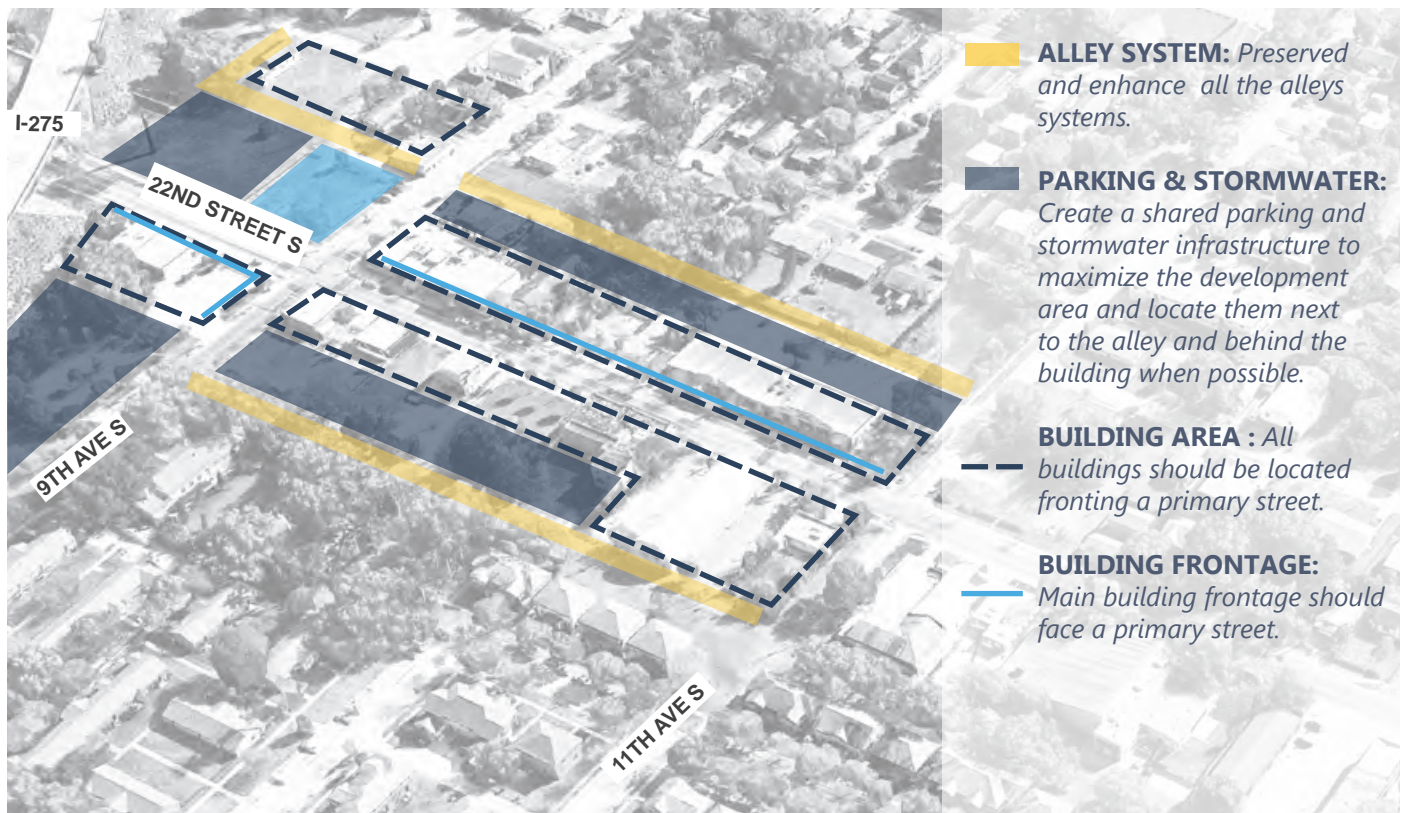 I-275
22ND STREET S
9TH AVE S
11TH AVE S
ALLEY SYSTEM: Preserved
and enhance all the alleys
systems.
PARKING & STORMWATER:
Create a shared parking and
stormwater infrastructure to
maximize the development
area and locate them next
to the alley and behind the
building when possible.
BUILDING AREA : All
buildings should be located
fronting a primary street.
BUILDING FRONTAGE:
Main building frontage should
face a primary street.